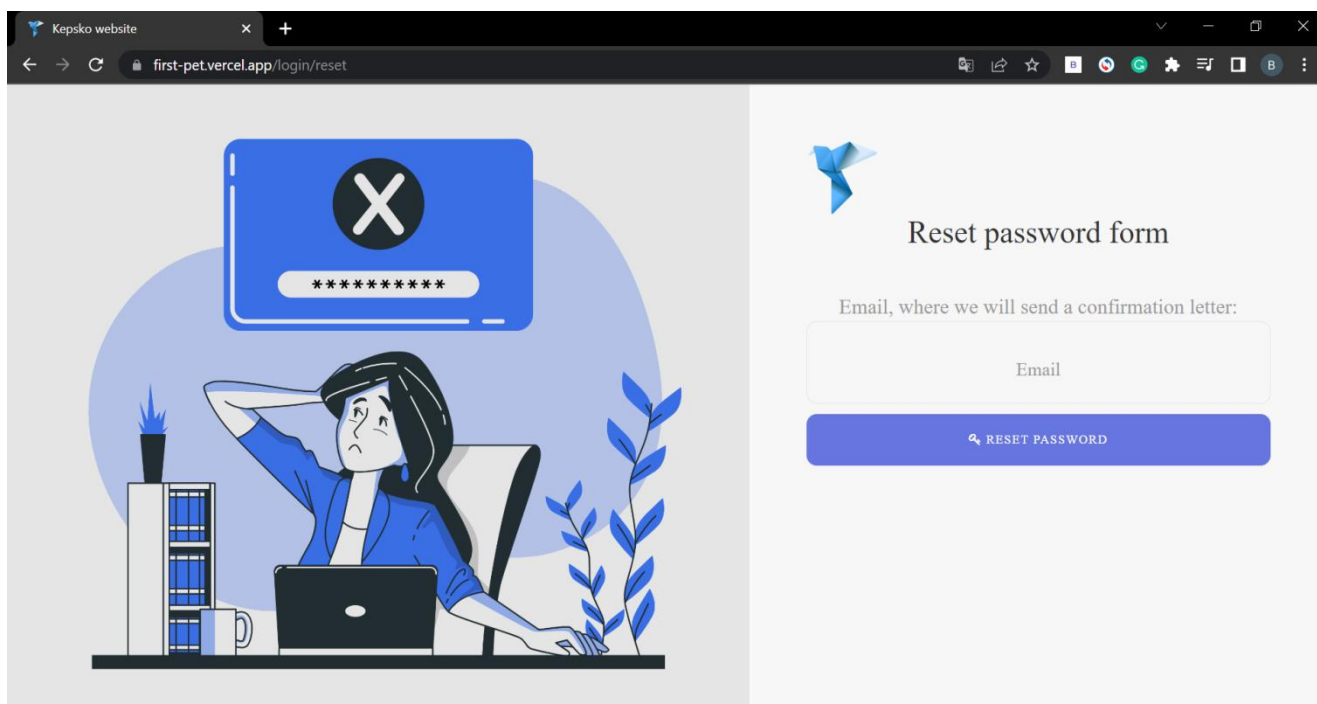 Kepsko website
first-pet.vercel.app/login/reset
B
B
X
**********
Reset password form
Email, where we will send a confirmation letter:
Email
RESET PASSWORD